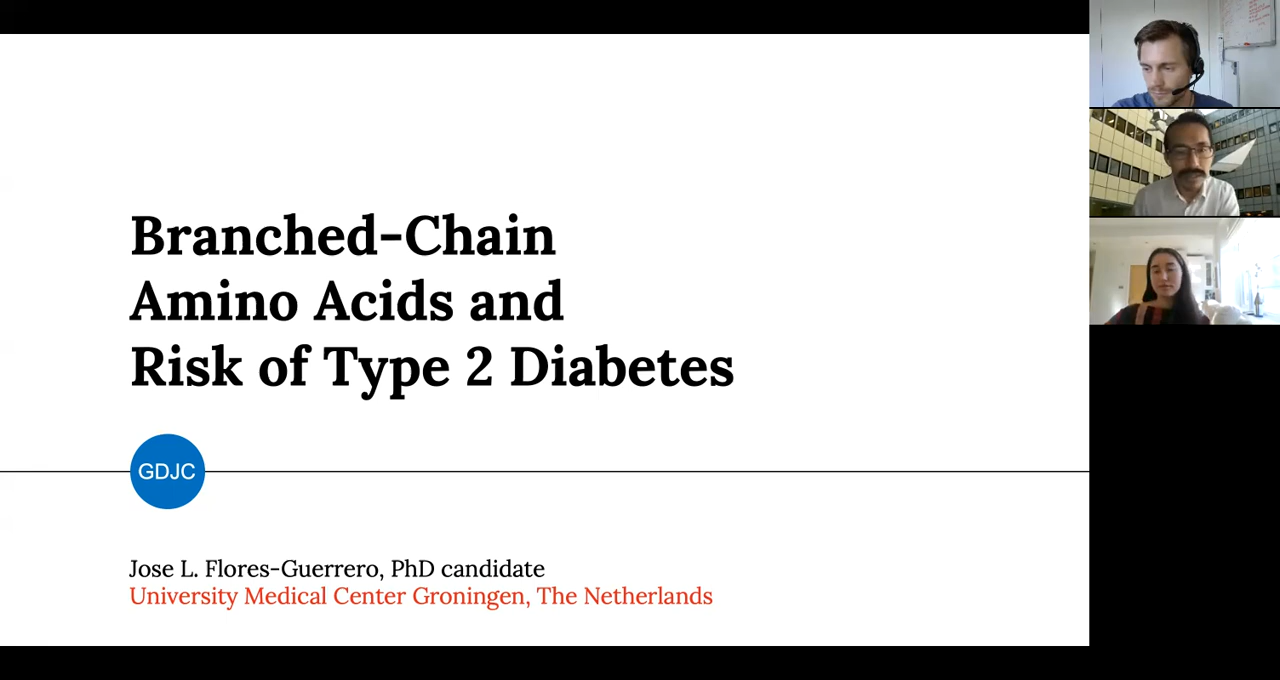 Branched-Chain
Amino Acids and
Risk of Type 2 Diabetes
GDJC
Jose L. Flores-Guerrero, PhD candidate
University Medical Center Groningen, The Netherlands